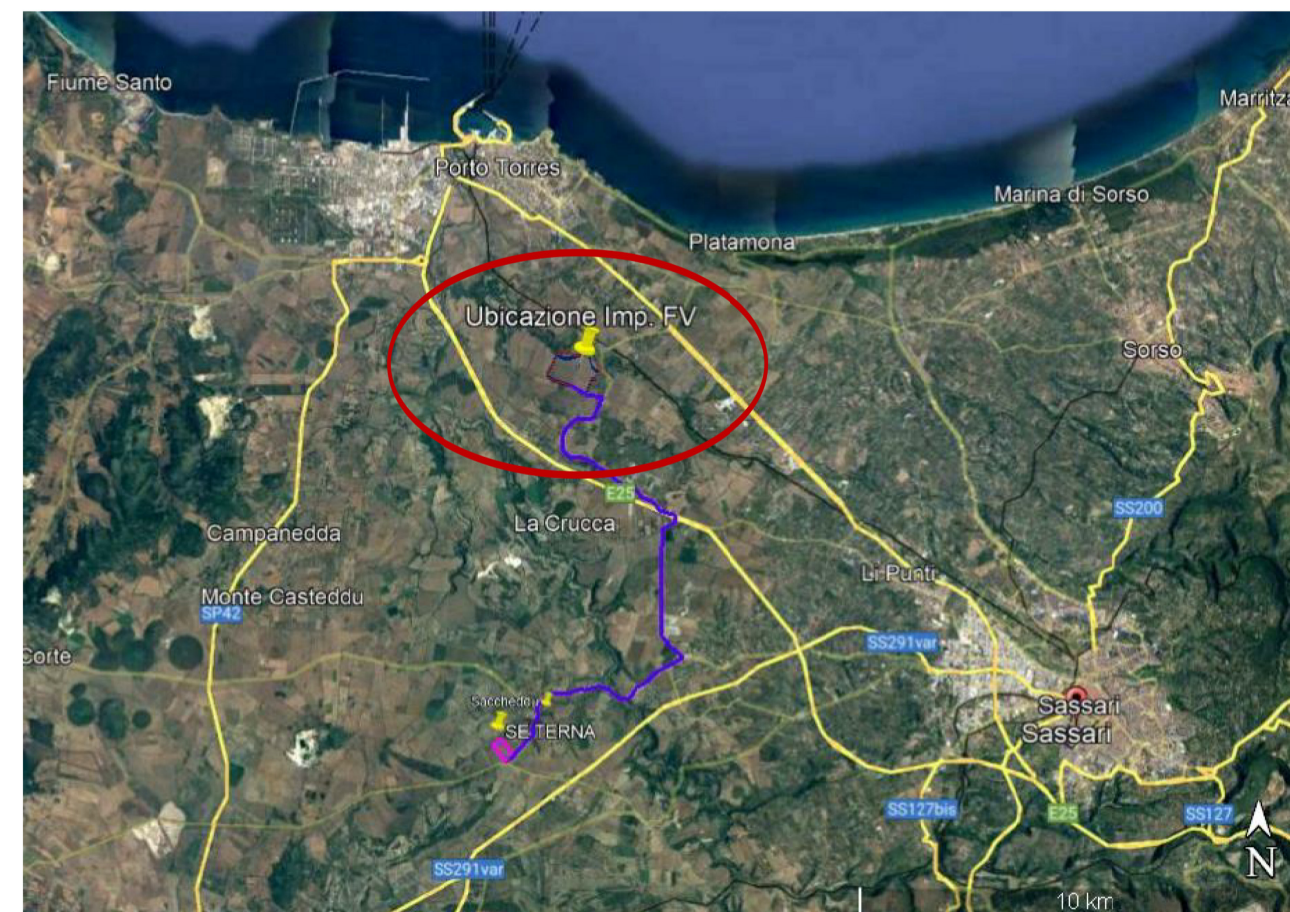 Fiume Santo
Marritza
Porto Torres
Marina di Sorso
Platamona
Ubicazione Imp. FV
Sorso
E25
SS200
La Crucca
Campanedda
Li Punti
Monte Casteddu
SP42
SS291var
Corte
Saccheddu
Sassari
SE TERNA
Sassari
SS127bis
E25
SS127
SS291var
N
10 km